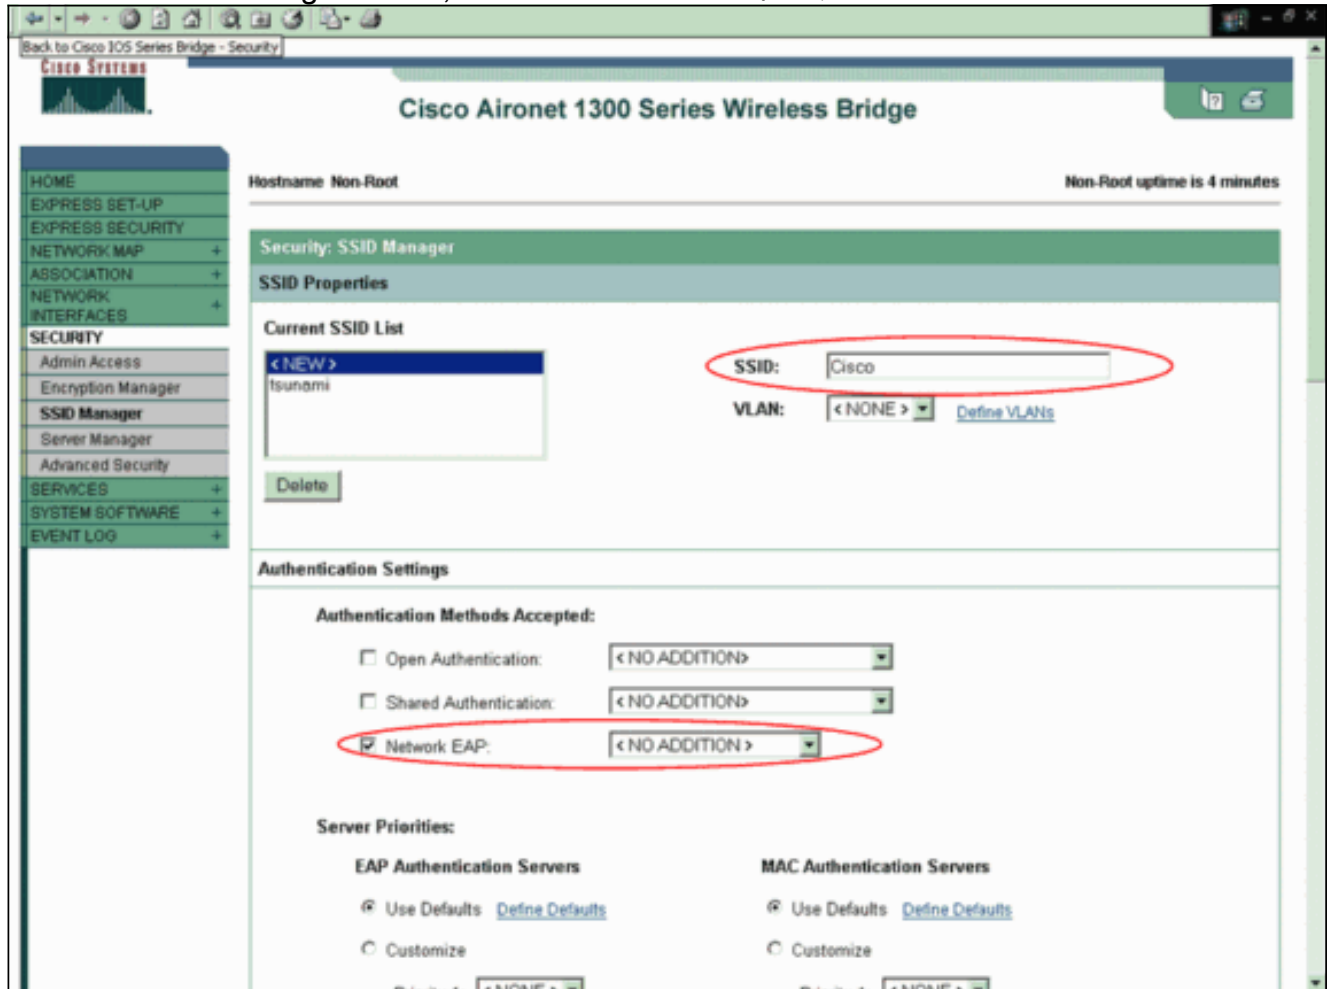 Back to Cisco IOS Series Bridge - Security
CISCO SYSTEMS
Cisco Aironet 1300 Series Wireless Bridge
HOME
EXPRESS SET-UP
EXPRESS SECURITY
NETWORK MAP +
ASSOCIATION +
NETWORK INTERFACES +
SECURITY
Admin Access
Encryption Manager
SSID Manager
Server Manager
Advanced Security
SERVICES +
SYSTEM SOFTWARE +
EVENT LOG +
Hostname Non-Root
Non-Root uptime is 4 minutes
Security: SSID Manager
SSID Properties
Current SSID List
< NEW >
tsunami
Delete
SSID: Cisco
VLAN: < NONE > Define VLANs
Authentication Settings
Authentication Methods Accepted:
Open Authentication: < NO ADDITION>
Shared Authentication: < NO ADDITION>
Network EAP: < NO ADDITION >
Server Priorities:
EAP Authentication Servers
Use Defaults Define Defaults
Customize
MAC Authentication Servers
Use Defaults Define Defaults
Customize